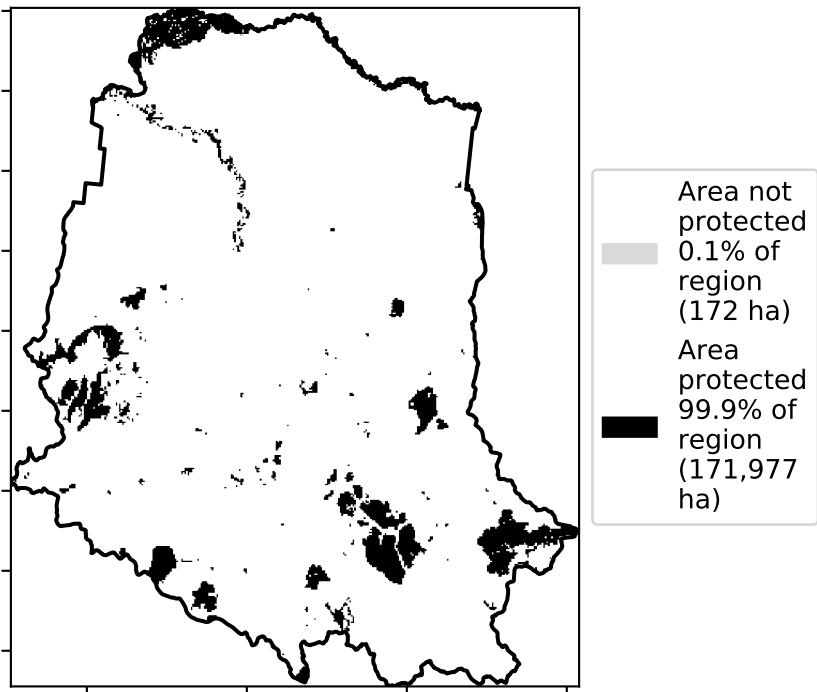 Area not
protected
0.1% of
region
(172 ha)
Area
protected
99.9% of
region
(171,977
ha)